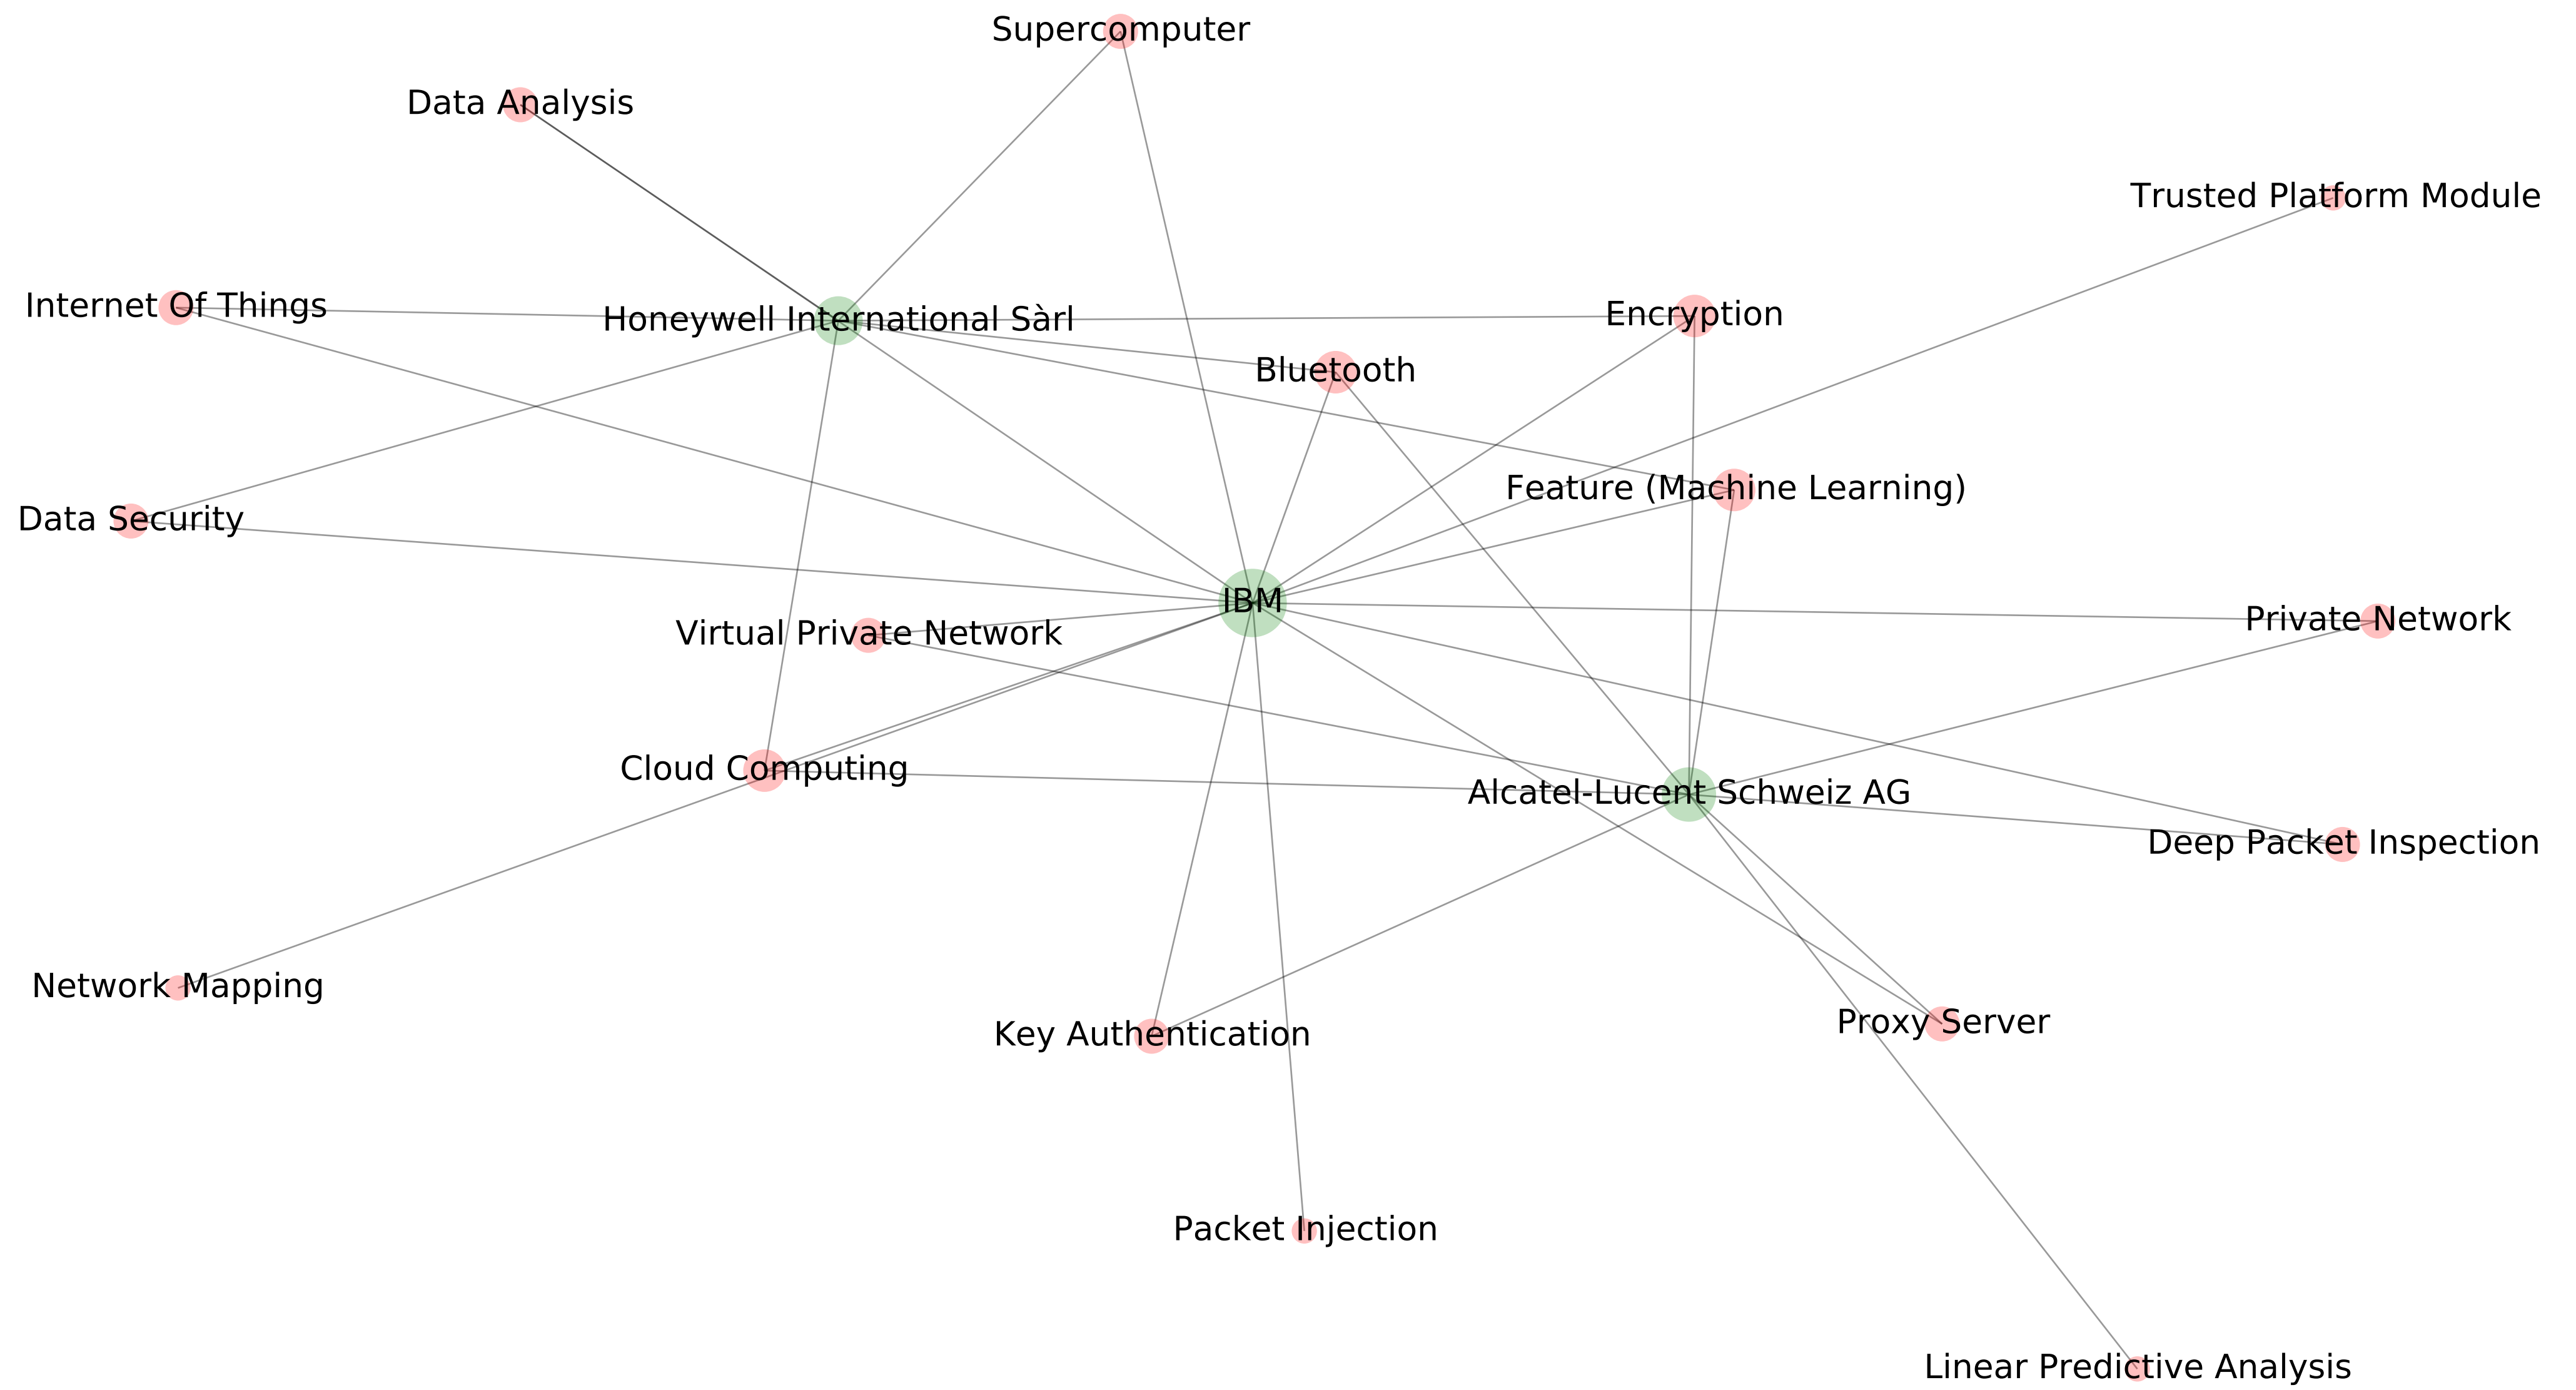 Supercomputer
Data Analysis
Trusted Platform Module
Internet Of Things
Honeywell International Sàrl
Encryption
Bluetooth
Feature (Machine Learning)
Data Security
IBM
Virtual Private Network
Private Network
Cloud Computing
Alcatel-Lucent Schweiz AG
Deep Packet Inspection
Network Mapping
Key Authentication
Proxy Server
Packet Injection
Linear Predictive Analysis